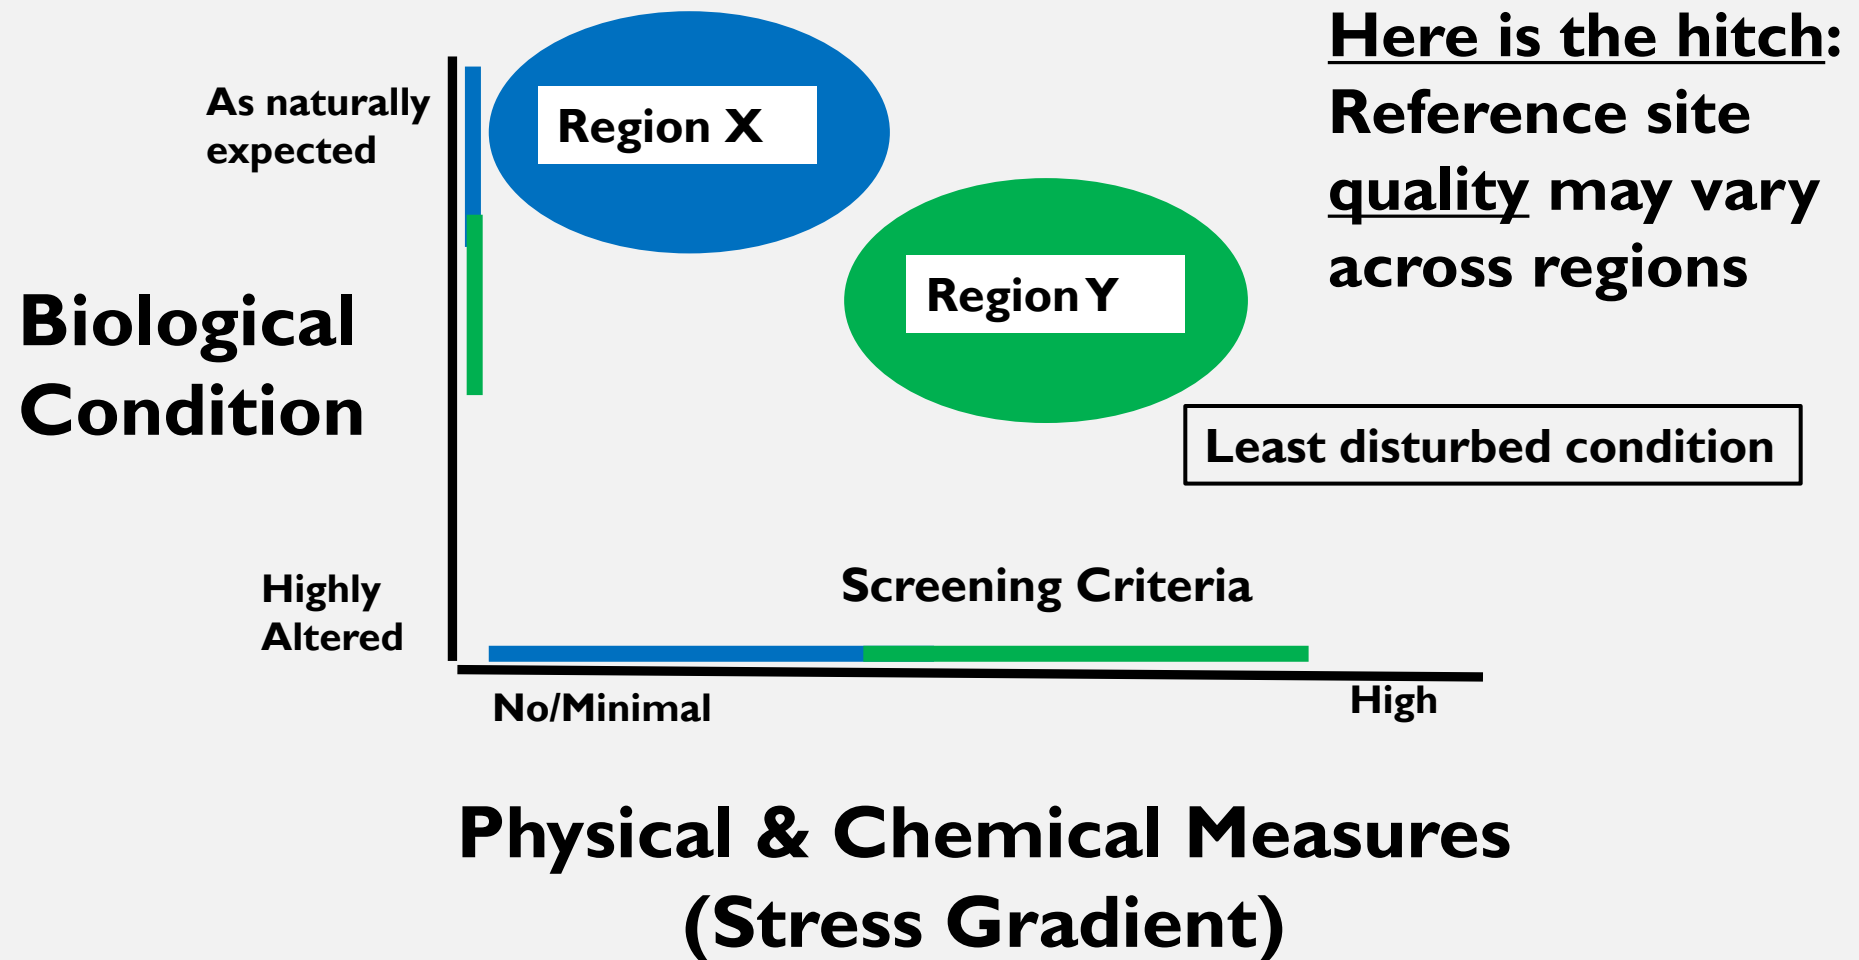 Here is the hitch:
Reference site
quality may vary
across regions
As naturally
expected
Region X
Region Y
Biological
Condition
Least disturbed condition
Highly
Altered
Screening Criteria
No/Minimal
High
Physical & Chemical Measures
(Stress Gradient)